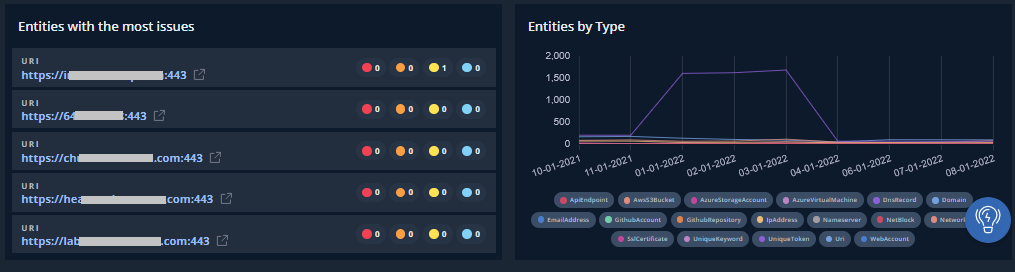 Entities with the most issues
URI
https://i :443
0 0 1 0
URI
https://64 :443
0 0 0 0
URI
https://ch .com:443
0 0 0 0
URI
https://hea .com:443
0 0 0 0
URI
https://lab .com:443
0 0 0 0
Entities by Type
2,000
1,500
1,000
500
0
10-01-2021 11-01-2021 01-01-2022 02-01-2022 03-01-2022 04-01-2022 06-01-2022 07-01-2022 08-01-2022
ApiEndpoint AwsS3Bucket AzureStorageAccount AzureVirtualMachine DnsRecord Domain
EmailAddress GithubAccount GithubRepository IpAddress Nameserver NetBlock Network
SslCertificate UniqueKeyword UniqueToken Uri WebAccount